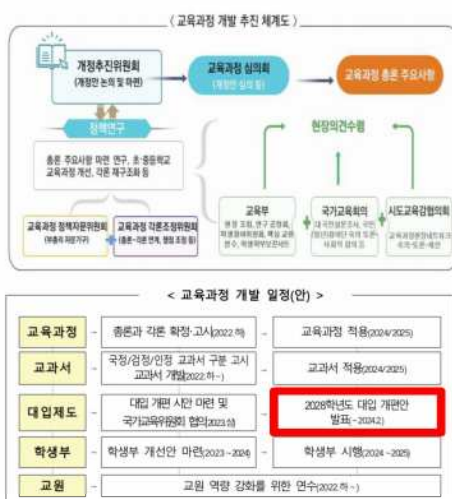 〈 교육과정 개발 추진 체계도 〉
개정추진위원회
(개정안 논의 및 마련)
교육과정 심의회
(개정안 심의 등)
교육과정 총론 주요사항
정책연구
현장의견수렴
총론 주요사항 마련 연구, 초·중등학교
교육과정 개선, 각론 재구조화 등
교육과정 정책자문위원회
(부총리 자문기구)
교육과정 각론조정위원회
(총론-각론 연계, 쟁점 조정 등)
교육부
국가교육회의
시도교육감협의회
< 교육과정 개발 일정(안) >
교육과정
총론과 각론 확정·고시(2022.하)
교육과정 적용(2024/2025)
교과서
국정/검정/인정 교과서 구분 고시
교과서 개발(2022.하~)
교과서 적용(2024/2025)
대입제도
대입 개편 시안 마련 및
국가교육위원회 협의(2023.상)
2028학년도 대입 개편안
발표(~2024.2.)
학생부
학생부 개선안 마련(2023~2024)
학생부 시행(2024~2025)
교원
교원 역량 강화를 위한 연수(2022.하~)